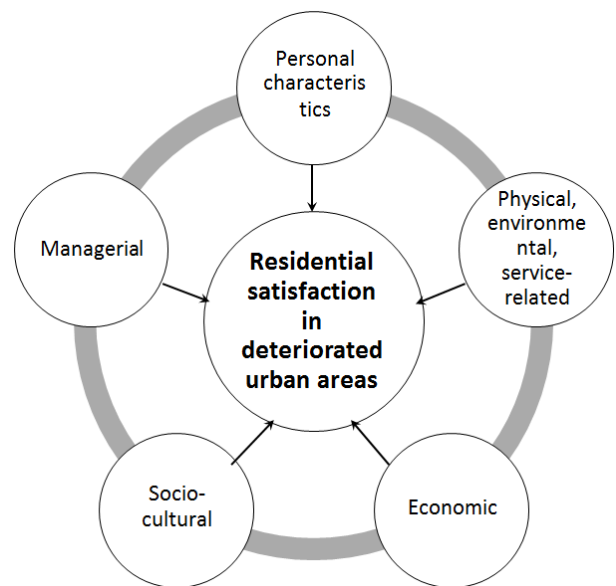 Personal
characteris
tics
Physical,
environme
ntal,
service-
related
Managerial
Residential
satisfaction
in
deteriorated
urban areas
Socio-
cultural
Economic